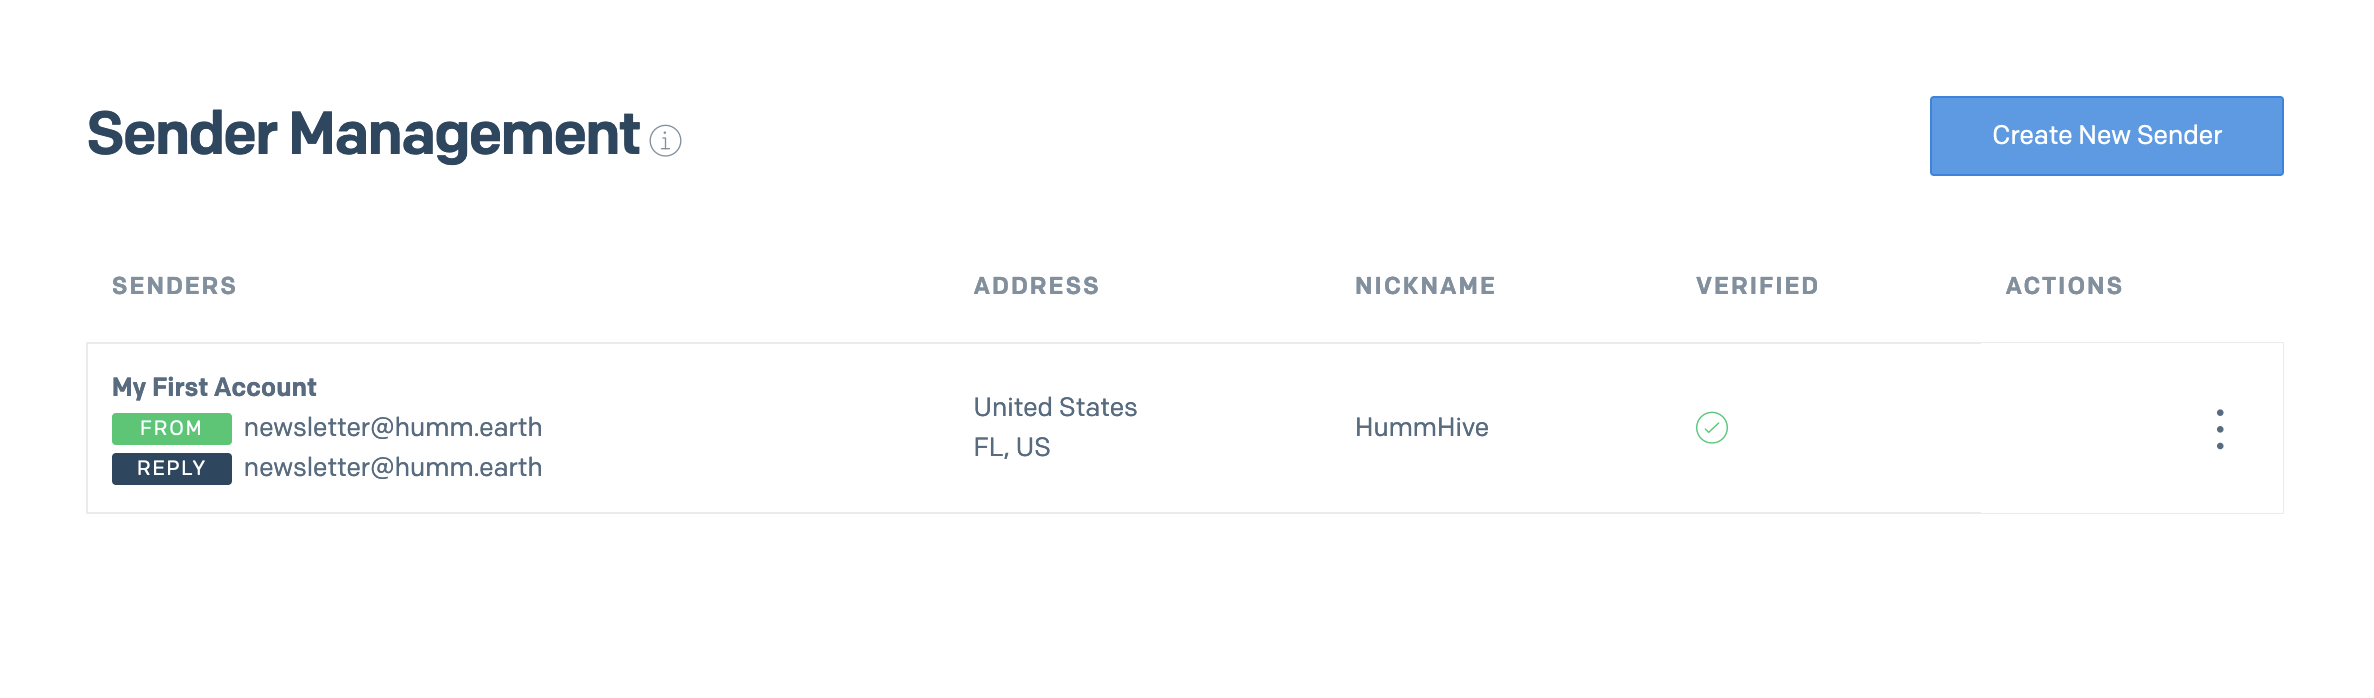 Sender Management
Create New Sender
SENDERS ADDRESS NICKNAME VERIFIED ACTIONS
My First Account
FROM newsletter@humm.earth
REPLY newsletter@humm.earth
United States
FL, US
HummHive